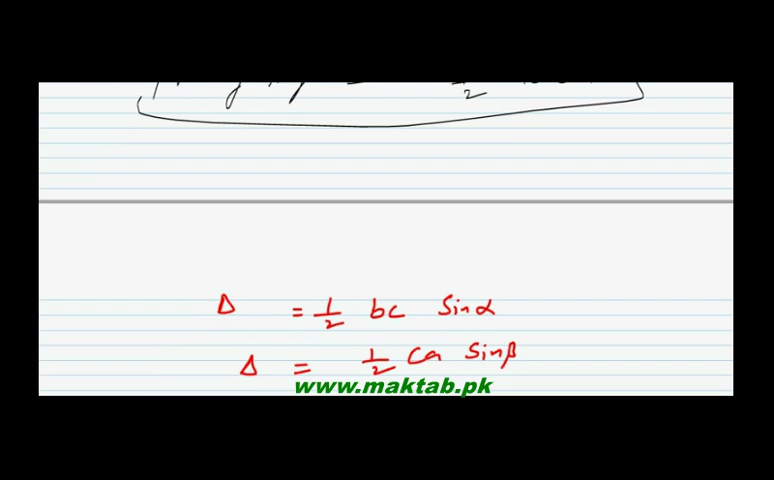 Δ = 1/2 bc Sinα
Δ = 1/2 ca Sinβ
www.maktab.pk